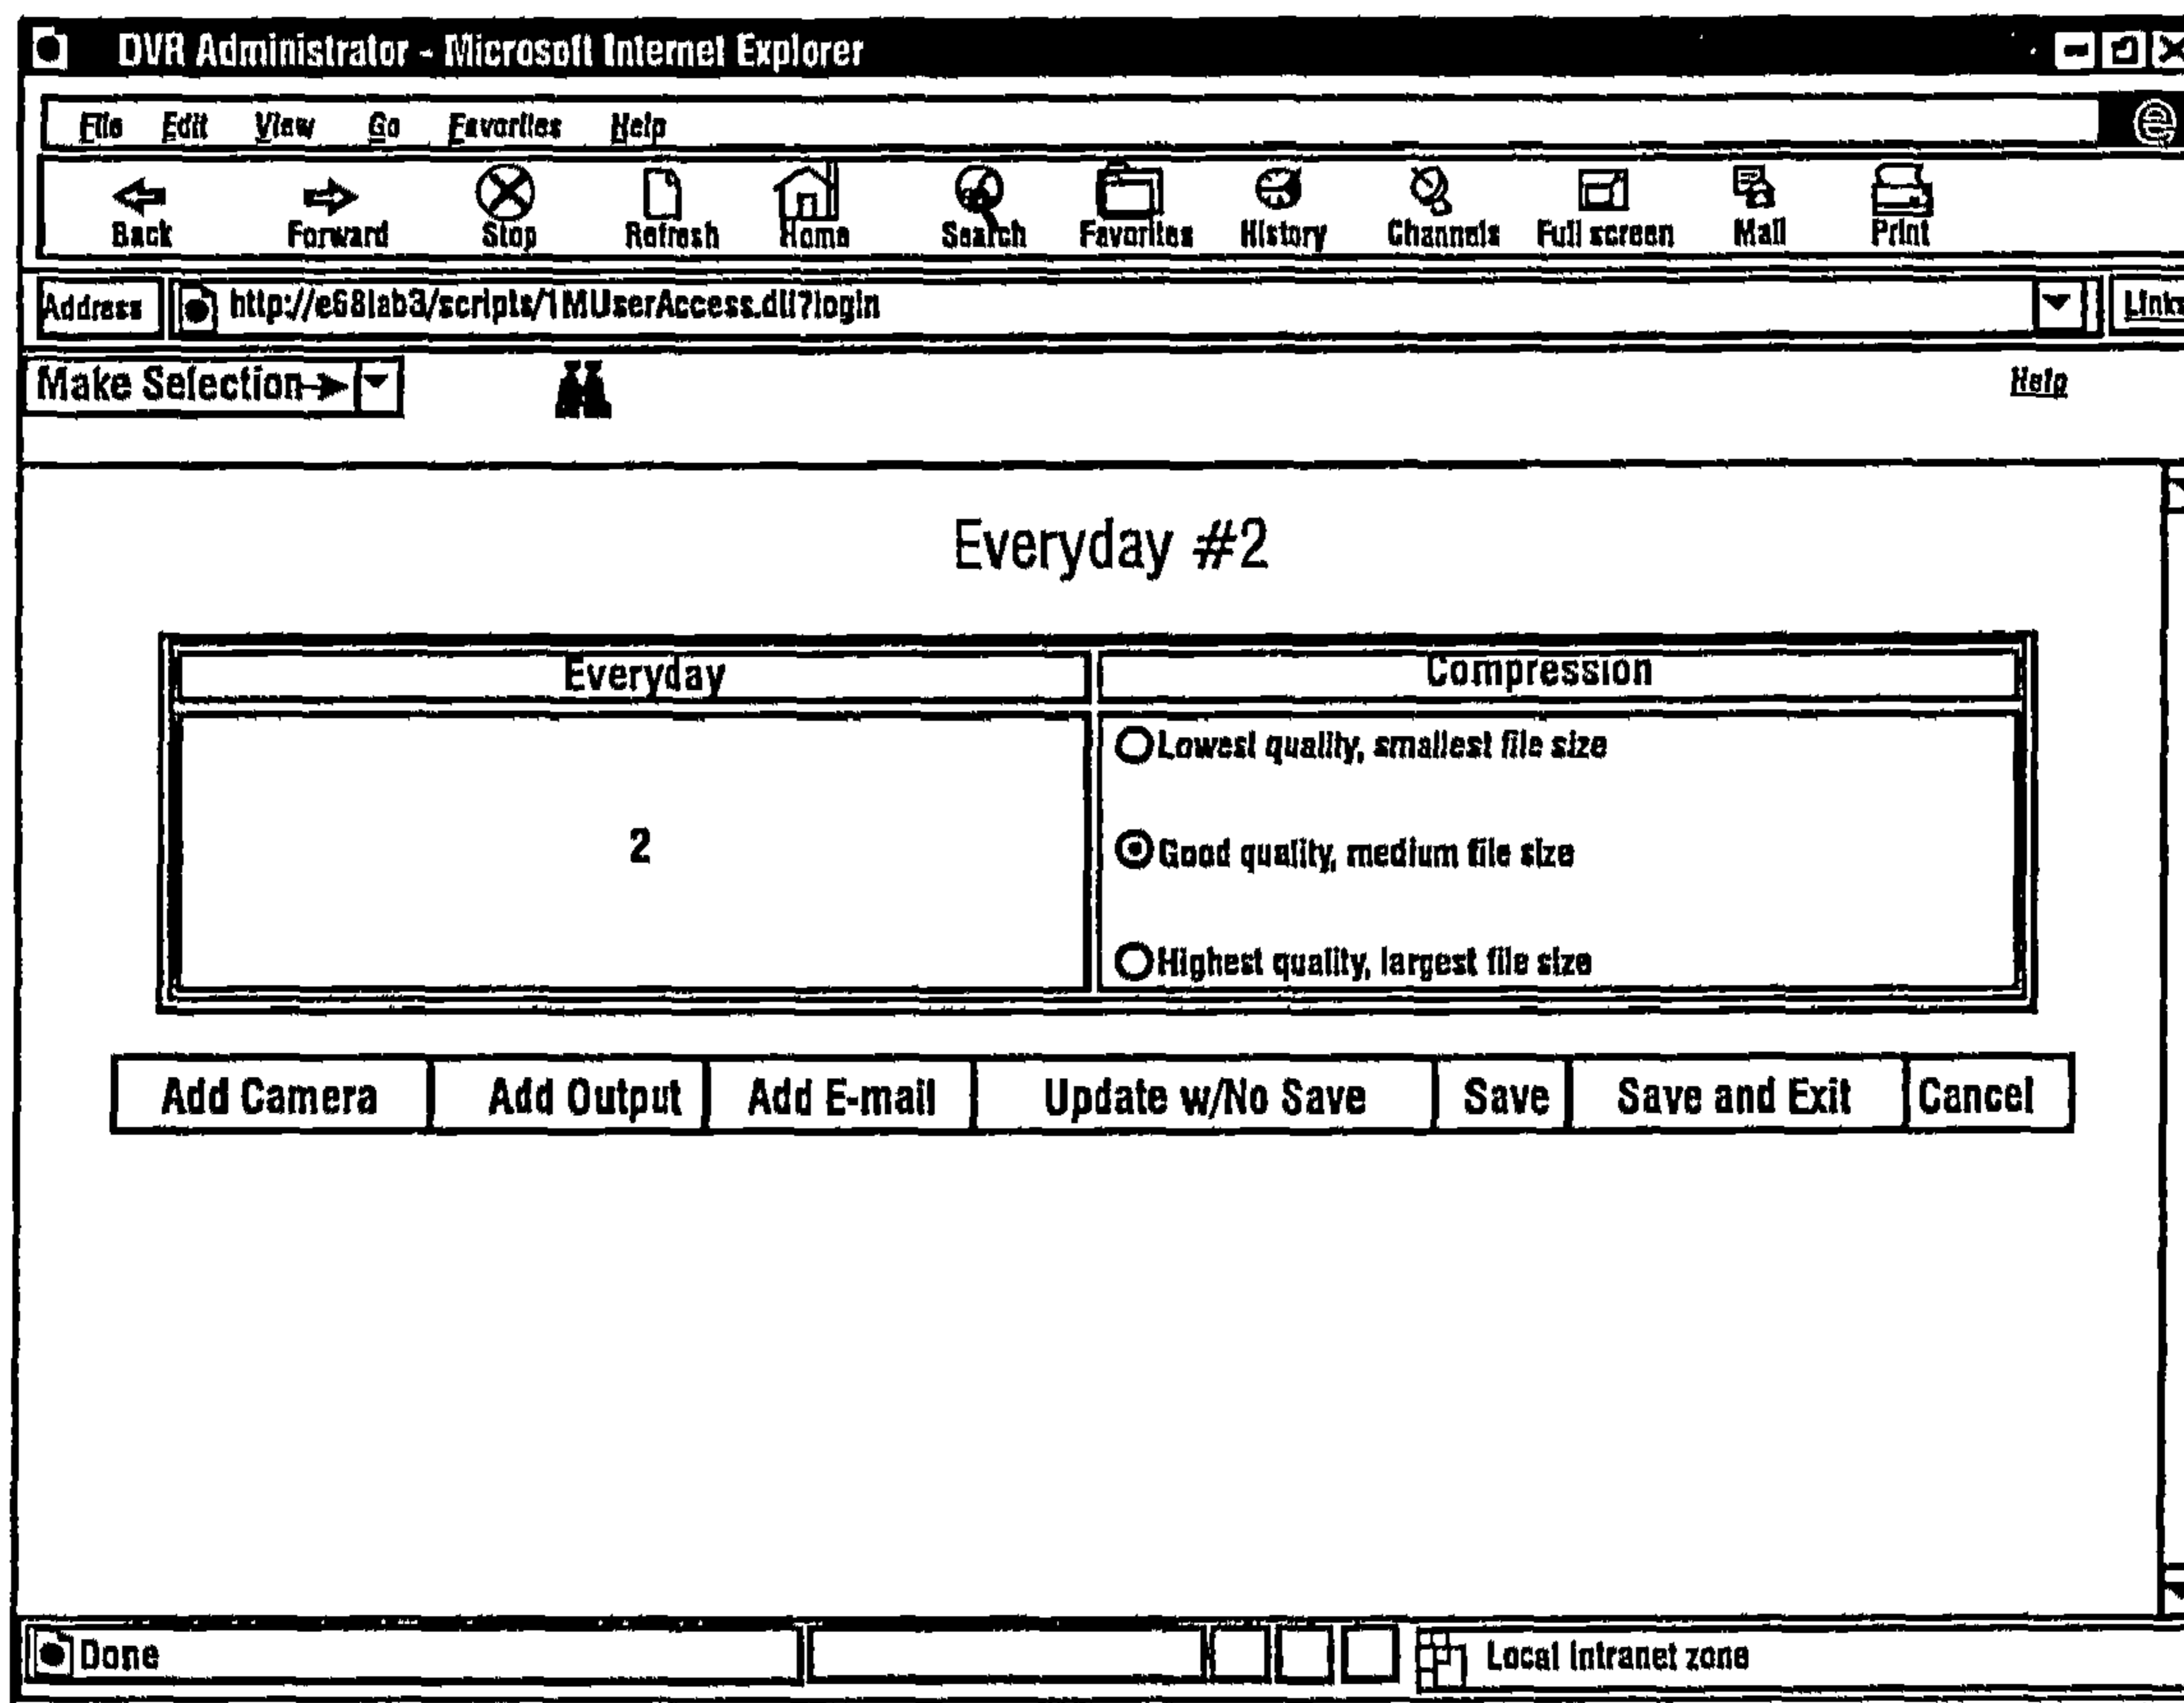 DVR Administrator - Microsoft Internet Explorer
File Edit View Go Favorites Help
Back Forward Stop Refresh Home Search Favorites History Channels Full screen Mail Print
Address http://e68lab3/scripts/1MUserAccess.dll?login Links
Make Selection Help
Everyday #2
Everyday Compression
Lowest quality, smallest file size
2 Good quality, medium file size
Highest quality, largest file size
Add Camera Add Output Add E-mail Update w/No Save Save Save and Exit Cancel
Done Local intranet zone